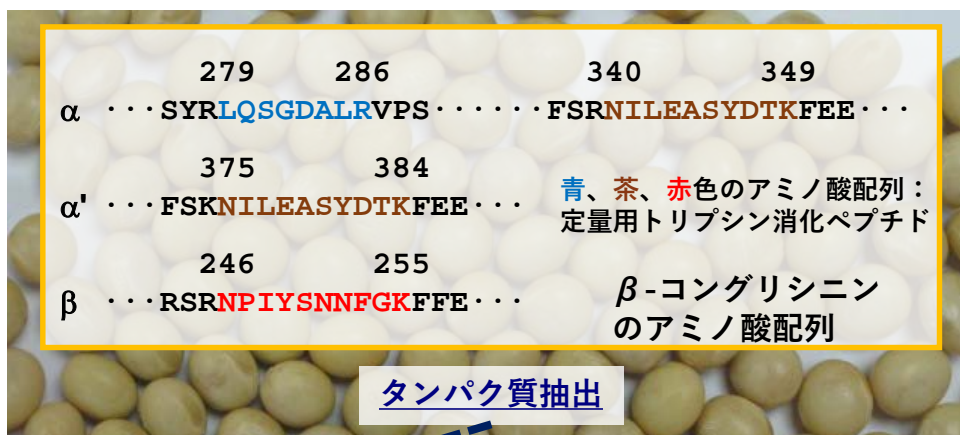 279 286 340 349
α ···SYRLQSGDALRVPS······FSRNILEASYDTKFEE···
375 384
α' ···FSKNILEASYDTKFEE···
青、茶、赤色のアミノ酸配列：
定量用トリプシン消化ペプチド
246 255
β ···RSRNPIYSNNFGKFFE···
β-コングリシニン
のアミノ酸配列
タンパク質抽出